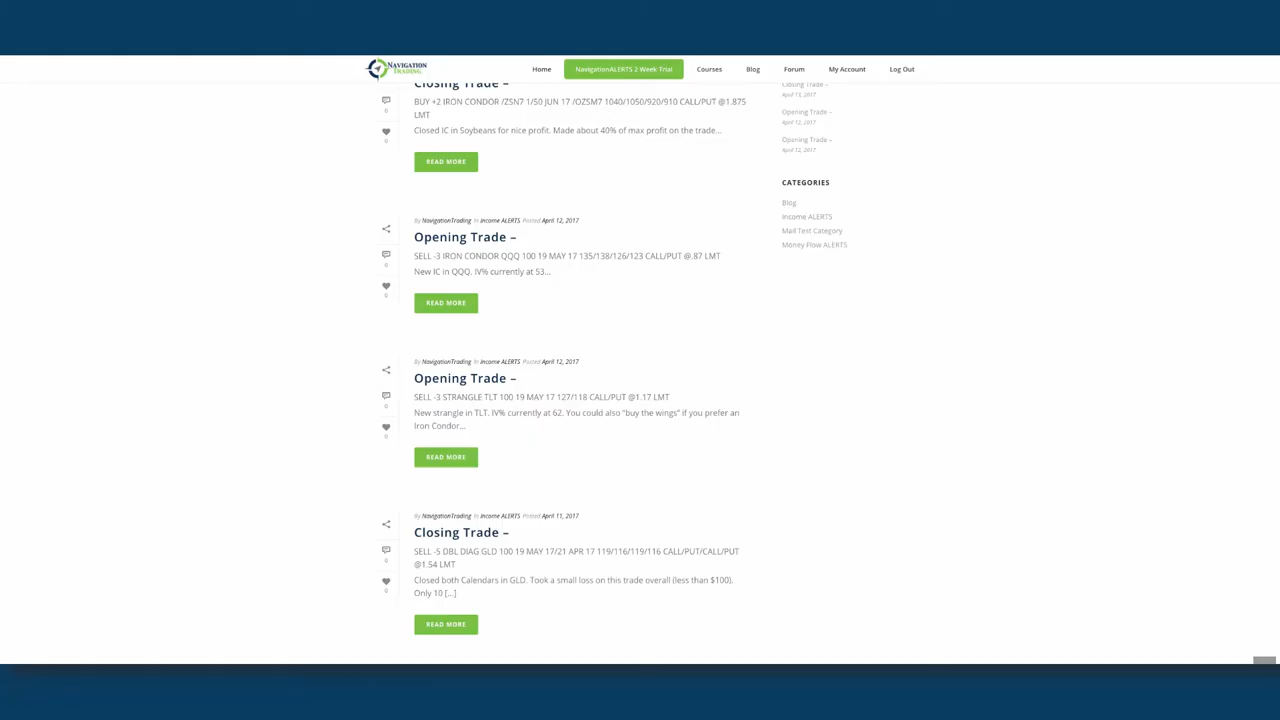 NAVIGATION
TRADING
Home
NavigationALERTS 2 Week Trial
Courses
Blog
Forum
My Account
Log Out
Closing Trade –
0
BUY +2 IRON CONDOR /ZSN7 1/50 JUN 17 /OZSM7 1040/1050/920/910 CALL/PUT @1.875
LMT
0
Closed IC in Soybeans for nice profit. Made about 40% of max profit on the trade...
READ MORE
By NavigationTrading In Income ALERTS Posted April 12, 2017
Opening Trade –
0
SELL -3 IRON CONDOR QQQ 100 19 MAY 17 135/138/126/123 CALL/PUT @.87 LMT
New IC in QQQ. IV% currently at 53...
0
READ MORE
By NavigationTrading In Income ALERTS Posted April 12, 2017
Opening Trade –
0
SELL -3 STRANGLE TLT 100 19 MAY 17 127/118 CALL/PUT @1.17 LMT
New strangle in TLT. IV% currently at 62. You could also "buy the wings" if you prefer an
Iron Condor...
0
READ MORE
By NavigationTrading In Income ALERTS Posted April 11, 2017
Closing Trade –
0
SELL -5 DBL DIAG GLD 100 19 MAY 17/21 APR 17 119/116/119/116 CALL/PUT/CALL/PUT
@1.54 LMT
Closed both Calendars in GLD. Took a small loss on this trade overall (less than $100).
Only 10 [...]
0
READ MORE
Closing Trade –
April 13, 2017
Opening Trade –
April 12, 2017
Opening Trade –
April 12, 2017
CATEGORIES
Blog
Income ALERTS
Mail Test Category
Money Flow ALERTS